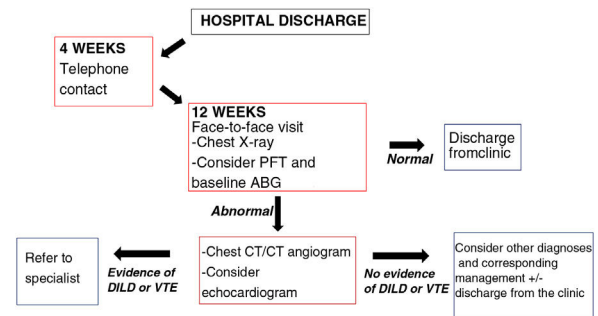 HOSPITAL DISCHARGE
4 WEEKS
Telephone
contact
12 WEEKS
Face-to-face visit
-Chest X-ray
-Consider PFT and
baseline ABG
Normal
Discharge
fromclinic
Abnormal
Refer to
specialist
Evidence of
DILD or VTE
-Chest CT/CT angiogram
-Consider
echocardiogram
No evidence
of DILD or VTE
Consider other diagnoses
and corresponding
management +/-
discharge from the clinic